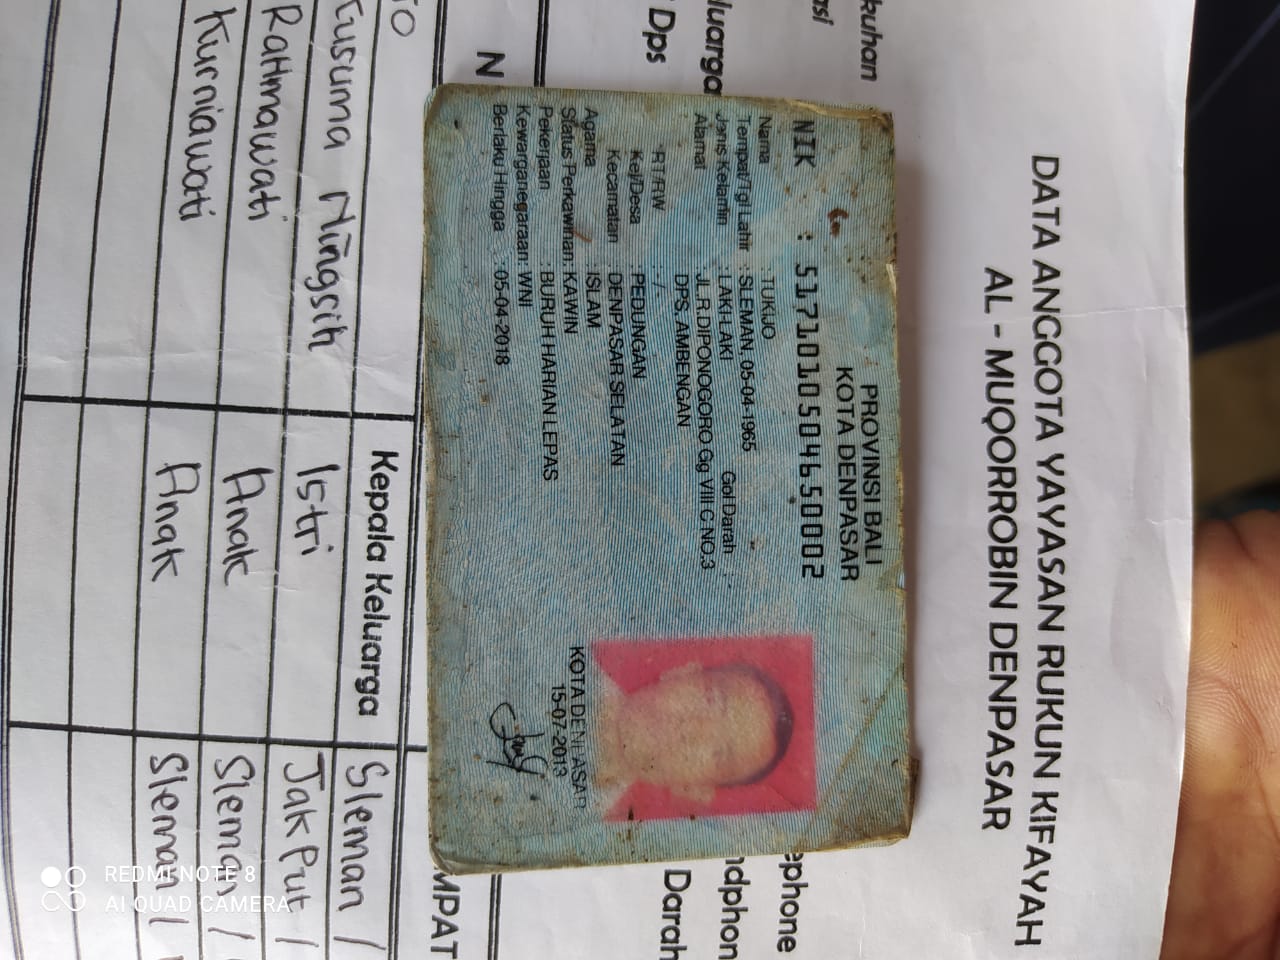 DATA ANGGOTA YAYASAN RUKUN KIFAYAH
AL - MUQORROBIN DENPASAR
kukuhan
asi
luarga
Dps
ephone
ndphon
Darah
N
MPAT
PROVINSI BALI
KOTA DENPASAR
NIK : 5171010504650002
Nama : TUKIJO
Tempat/Tgl Lahir : SLEMAN, 05-04-1965
Jenis Kelamin : LAKI-LAKI Gol Darah : -
Alamat : JL.R.DIPONOGORO Gg VIII C.NO.3
DPS.AMBENGAN
RT/RW : -/-
Kel/Desa : PEDUNGAN
Kecamatan : DENPASAR SELATAN
Agama : ISLAM
Status Perkawinan: KAWIN
Pekerjaan : BURUH HARIAN LEPAS
Kewarganegaraan: WNI
Berlaku Hingga : 05-04-2018
KOTA DENPASAR
15-07-2013
JO Kepala Keluarga Sleman /
Kusuma Ningsih Istri JakPut /
Rahmawati Anak Sleman /
Kurniawati Anak Sleman /
REDMI NOTE 8
AI QUAD CAMERA